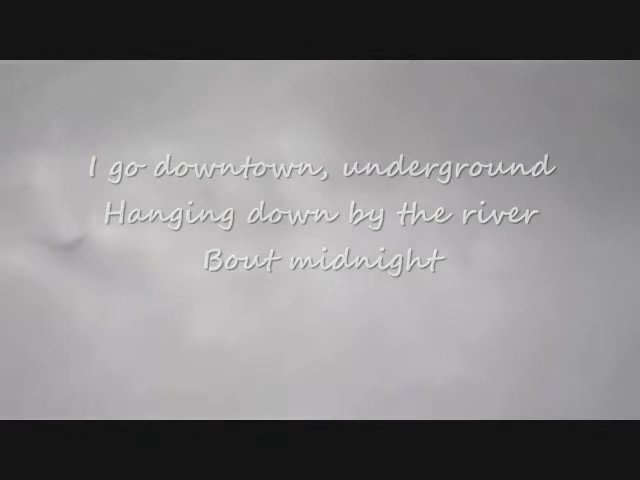 I go downtown, underground
Hanging down by the river
Bout midnight